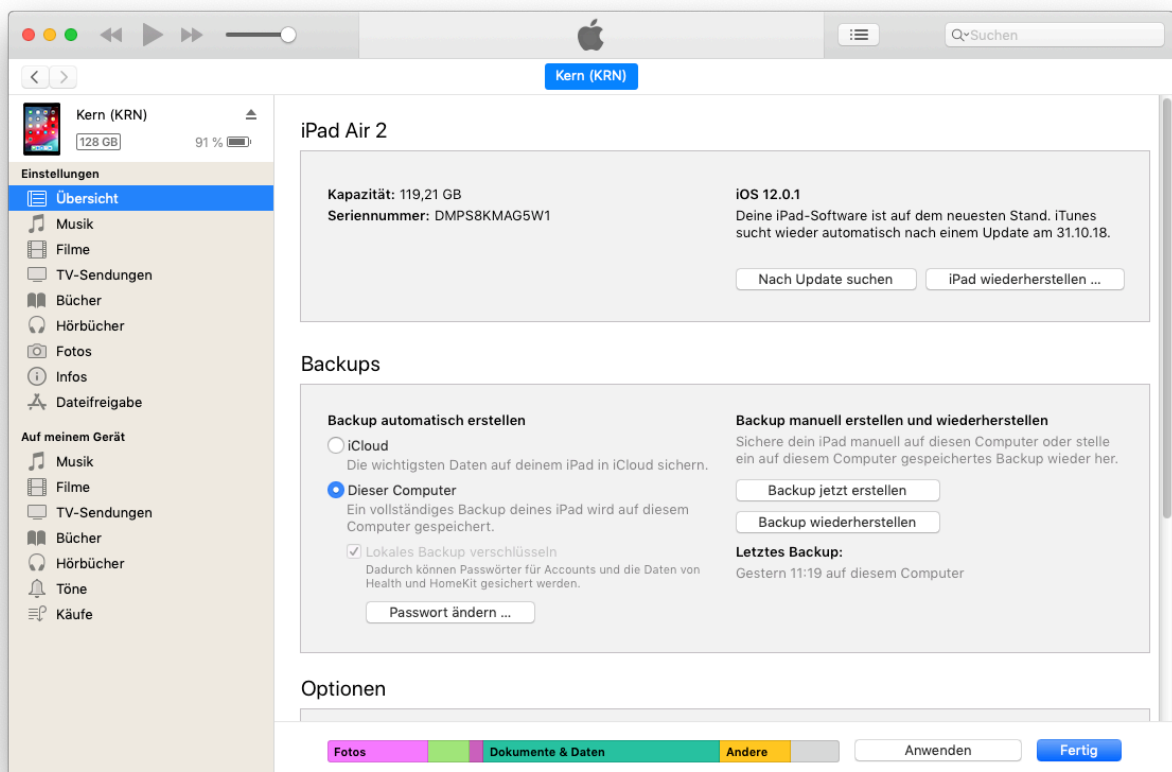 Suchen
Kern (KRN)
Kern (KRN)
128 GB
91 %
Einstellungen
Übersicht
Musik
Filme
TV-Sendungen
Bücher
Hörbücher
Fotos
Infos
Dateifreigabe
Auf meinem Gerät
Musik
Filme
TV-Sendungen
Bücher
Hörbücher
Töne
Käufe
iPad Air 2
Kapazität: 119,21 GB
Seriennummer: DMPS8KMAG5W1
iOS 12.0.1
Deine iPad-Software ist auf dem neuesten Stand. iTunes
sucht wieder automatisch nach einem Update am 31.10.18.
Nach Update suchen
iPad wiederherstellen ...
Backups
Backup automatisch erstellen
iCloud
Die wichtigsten Daten auf deinem iPad in iCloud sichern.
Dieser Computer
Ein vollständiges Backup deines iPad wird auf diesem
Computer gespeichert.
Lokales Backup verschlüsseln
Dadurch können Passwörter für Accounts und die Daten von
Health und HomeKit gesichert werden.
Passwort ändern ...
Backup manuell erstellen und wiederherstellen
Sichere dein iPad manuell auf diesen Computer oder stelle
ein auf diesem Computer gespeichertes Backup wieder her.
Backup jetzt erstellen
Backup wiederherstellen
Letztes Backup:
Gestern 11:19 auf diesem Computer
Optionen
Fotos
Dokumente & Daten
Andere
Anwenden
Fertig